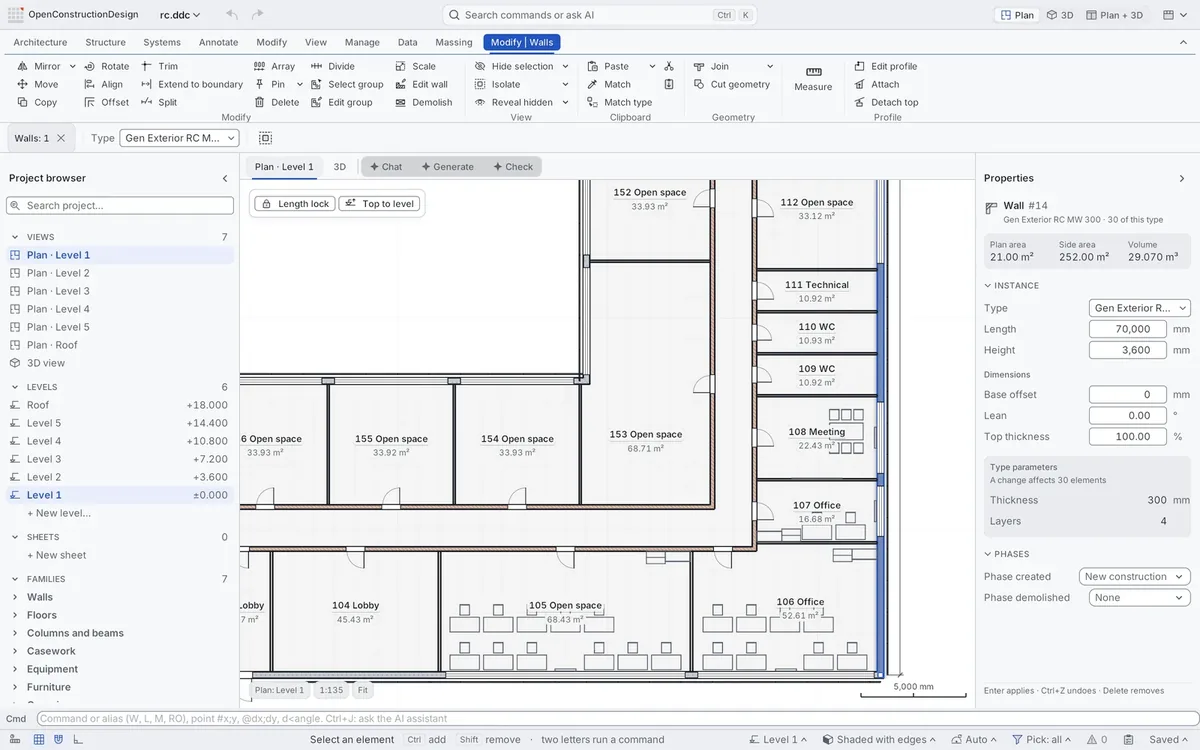 OpenConstructionDesign
rc.ddc
Search commands or ask AI
Ctrl K
Plan
3D
Plan + 3D
Architecture Structure Systems Annotate Modify View Manage Data Massing Modify | Walls
Mirror Rotate Trim Array Divide Scale Hide selection Paste Join Edit profile
Move Align Extend to boundary Pin Select group Edit wall Isolate Match Cut geometry Measure Attach
Copy Offset Split Delete Edit group Demolish Reveal hidden Match type Detach top
Modify View Clipboard Geometry Profile
Walls: 1
Type Gen Exterior RC M...
Project browser
Search project...
VIEWS 7
Plan · Level 1
Plan · Level 2
Plan · Level 3
Plan · Level 4
Plan · Level 5
Plan · Roof
3D view
LEVELS 6
Roof +18.000
Level 5 +14.400
Level 4 +10.800
Level 3 +7.200
Level 2 +3.600
Level 1 ±0.000
+ New level...
SHEETS 0
+ New sheet
FAMILIES 7
Walls
Floors
Columns and beams
Casework
Equipment
Furniture
Plan · Level 1 3D Chat Generate Check
Length lock Top to level
152 Open space
33.93 m²
112 Open space
33.12 m²
111 Technical
10.92 m²
110 WC
10.93 m²
109 WC
10.92 m²
108 Meeting
22.43 m²
107 Office
16.68 m²
6 Open space
33.93 m²
155 Open space
33.92 m²
154 Open space
33.93 m²
153 Open space
68.71 m²
Lobby
7 m²
104 Lobby
45.43 m²
105 Open space
68.43 m²
106 Office
52.61 m²
Plan: Level 1 1:135 Fit
5,000 mm
Properties
Wall #14
Gen Exterior RC MW 300 · 30 of this type
Plan area Side area Volume
21.00 m² 252.00 m² 29.070 m³
INSTANCE
Type Gen Exterior R...
Length 70,000 mm
Height 3,600 mm
Dimensions
Base offset 0 mm
Lean 0.00 °
Top thickness 100.00 %
Type parameters
A change affects 30 elements
Thickness 300 mm
Layers 4
PHASES
Phase created New construction
Phase demolished None
Enter applies · Ctrl+Z undoes · Delete removes
Cmd Command or alias (W, L, M, RO), point #x;y, @dx;dy, d<angle. Ctrl+J: ask the AI assistant
Select an element Ctrl add Shift remove · two letters run a command
Level 1 Shaded with edges Auto Pick: all 0 Saved